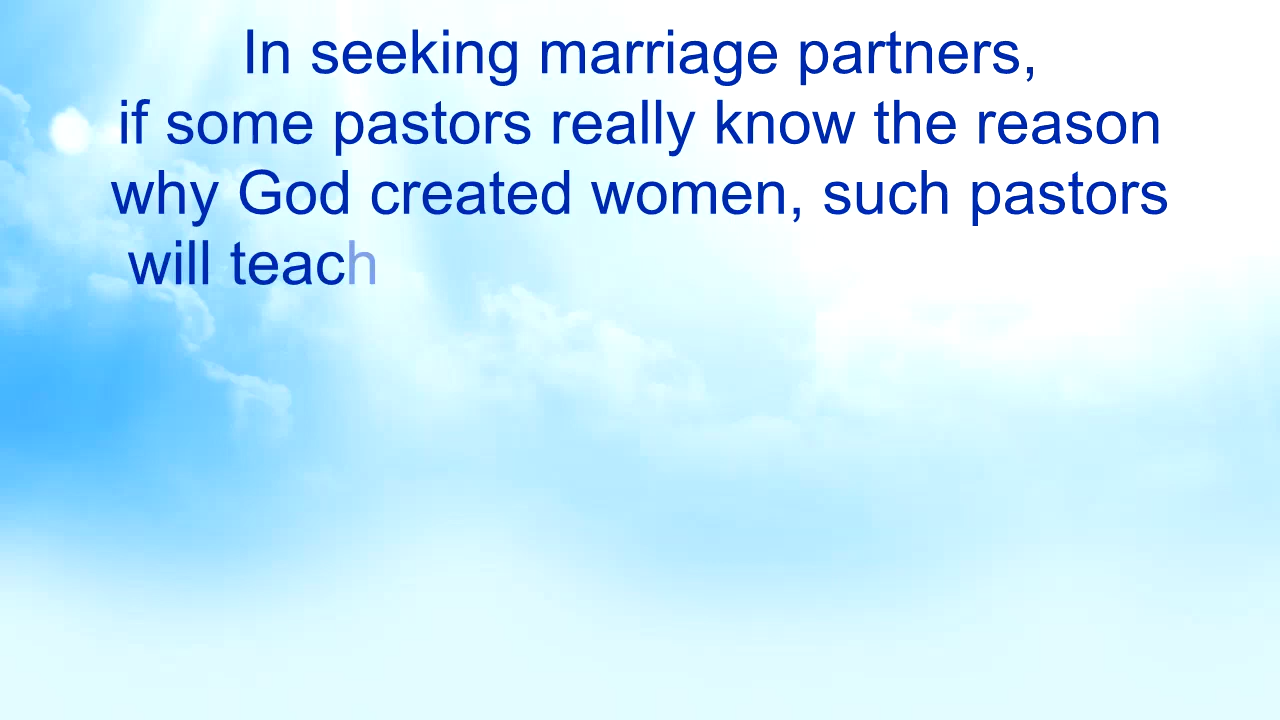 In seeking marriage partners,
if some pastors really know the reason
why God created women, such pastors
will teach